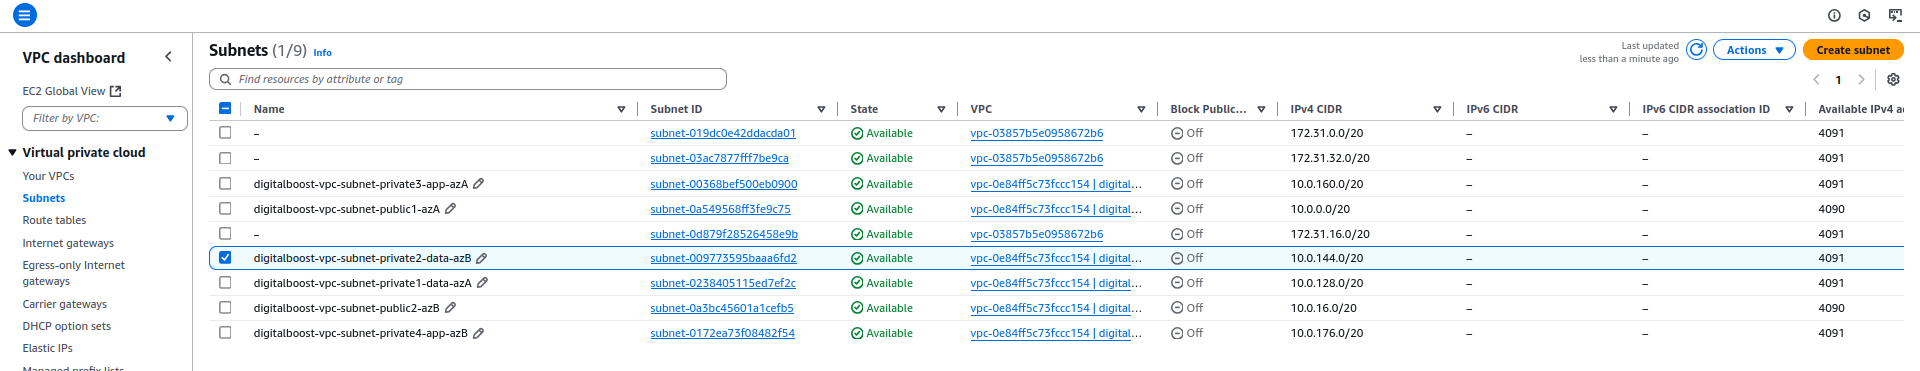 VPC dashboard
EC2 Global View
Filter by VPC:
Virtual private cloud
Your VPCs
Subnets
Route tables
Internet gateways
Egress-only Internet
gateways
Carrier gateways
DHCP option sets
Elastic IPs
Managed prefix lists
Subnets (1/9) Info
Last updated
less than a minute ago
Actions
Create subnet
Find resources by attribute or tag
1
Name Subnet ID State VPC Block Public... IPv4 CIDR IPv6 CIDR IPv6 CIDR association ID Available IPv4 a
– subnet-019dc0e42ddacda01 Available vpc-03857b5e0958672b6 Off 172.31.0.0/20 – – 4091
– subnet-03ac7877fff7be9ca Available vpc-03857b5e0958672b6 Off 172.31.32.0/20 – – 4091
digitalboost-vpc-subnet-private3-app-azA subnet-00368bef500eb0900 Available vpc-0e84ff5c73fccc154 | digital... Off 10.0.160.0/20 – – 4091
digitalboost-vpc-subnet-public1-azA subnet-0a549568ff3fe9c75 Available vpc-0e84ff5c73fccc154 | digital... Off 10.0.0.0/20 – – 4090
– subnet-0d879f28526458e9b Available vpc-03857b5e0958672b6 Off 172.31.16.0/20 – – 4091
digitalboost-vpc-subnet-private2-data-azB subnet-009773595baaa6fd2 Available vpc-0e84ff5c73fccc154 | digital... Off 10.0.144.0/20 – – 4091
digitalboost-vpc-subnet-private1-data-azA subnet-0238405115ed7ef2c Available vpc-0e84ff5c73fccc154 | digital... Off 10.0.128.0/20 – – 4091
digitalboost-vpc-subnet-public2-azB subnet-0a3bc45601a1cefb5 Available vpc-0e84ff5c73fccc154 | digital... Off 10.0.16.0/20 – – 4090
digitalboost-vpc-subnet-private4-app-azB subnet-0172ea73f08482f54 Available vpc-0e84ff5c73fccc154 | digital... Off 10.0.176.0/20 – – 4091